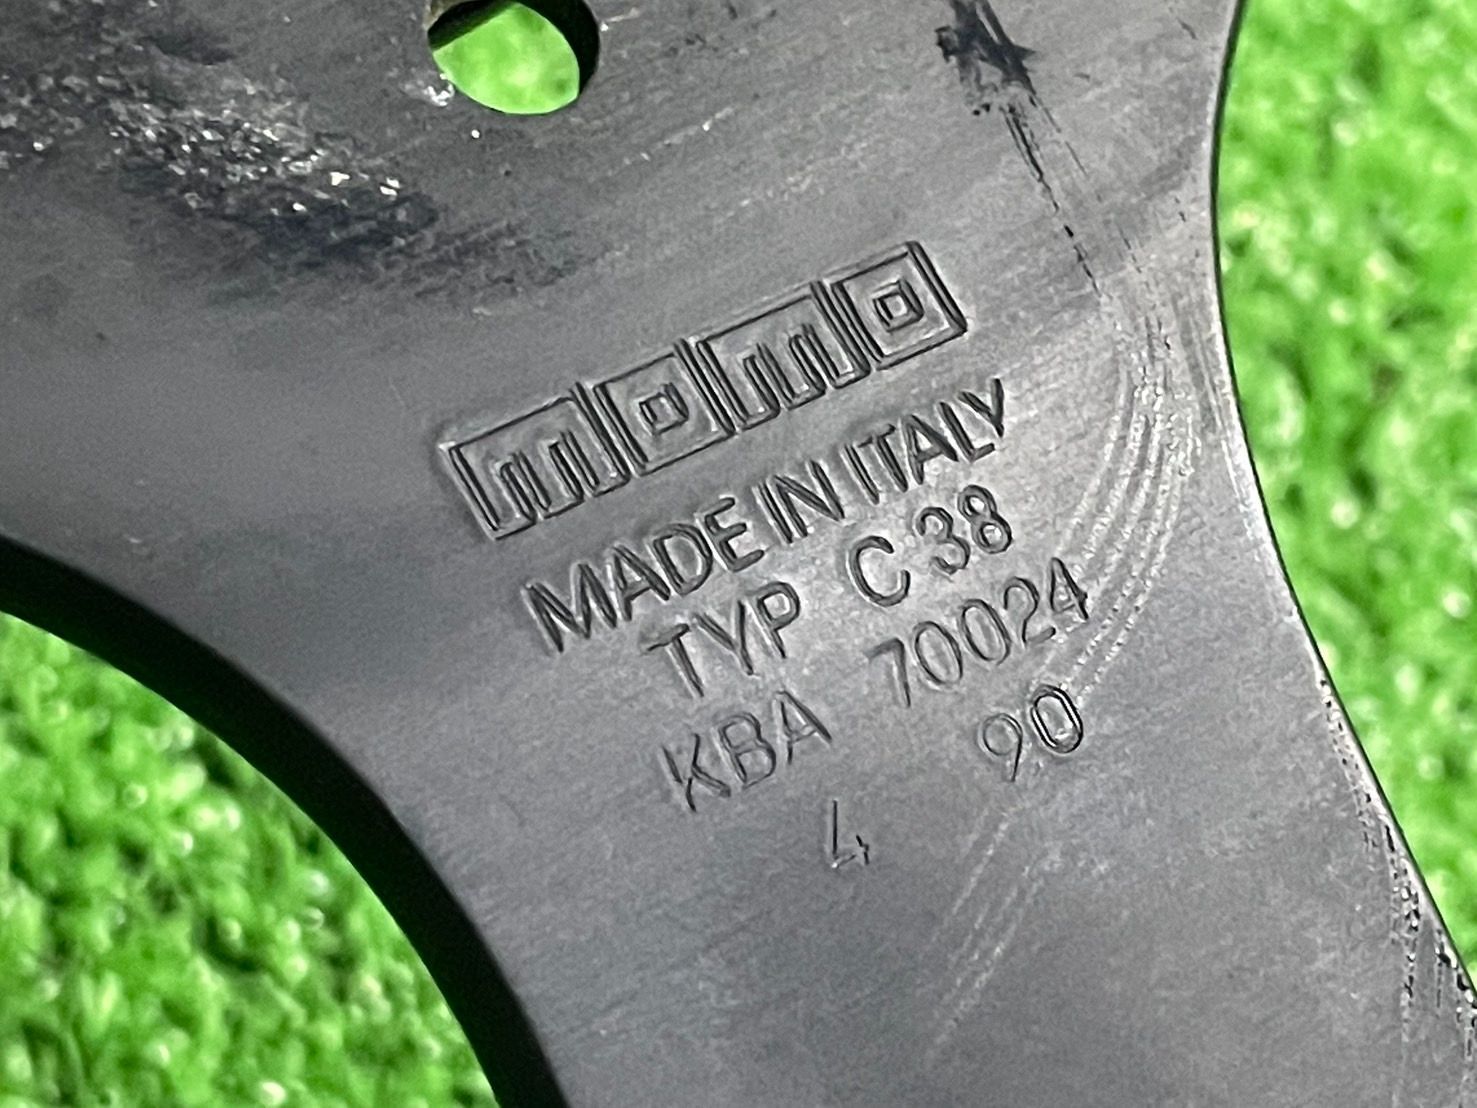 momo
MADE IN ITALY
TYP C 38
KBA 70024
4 90